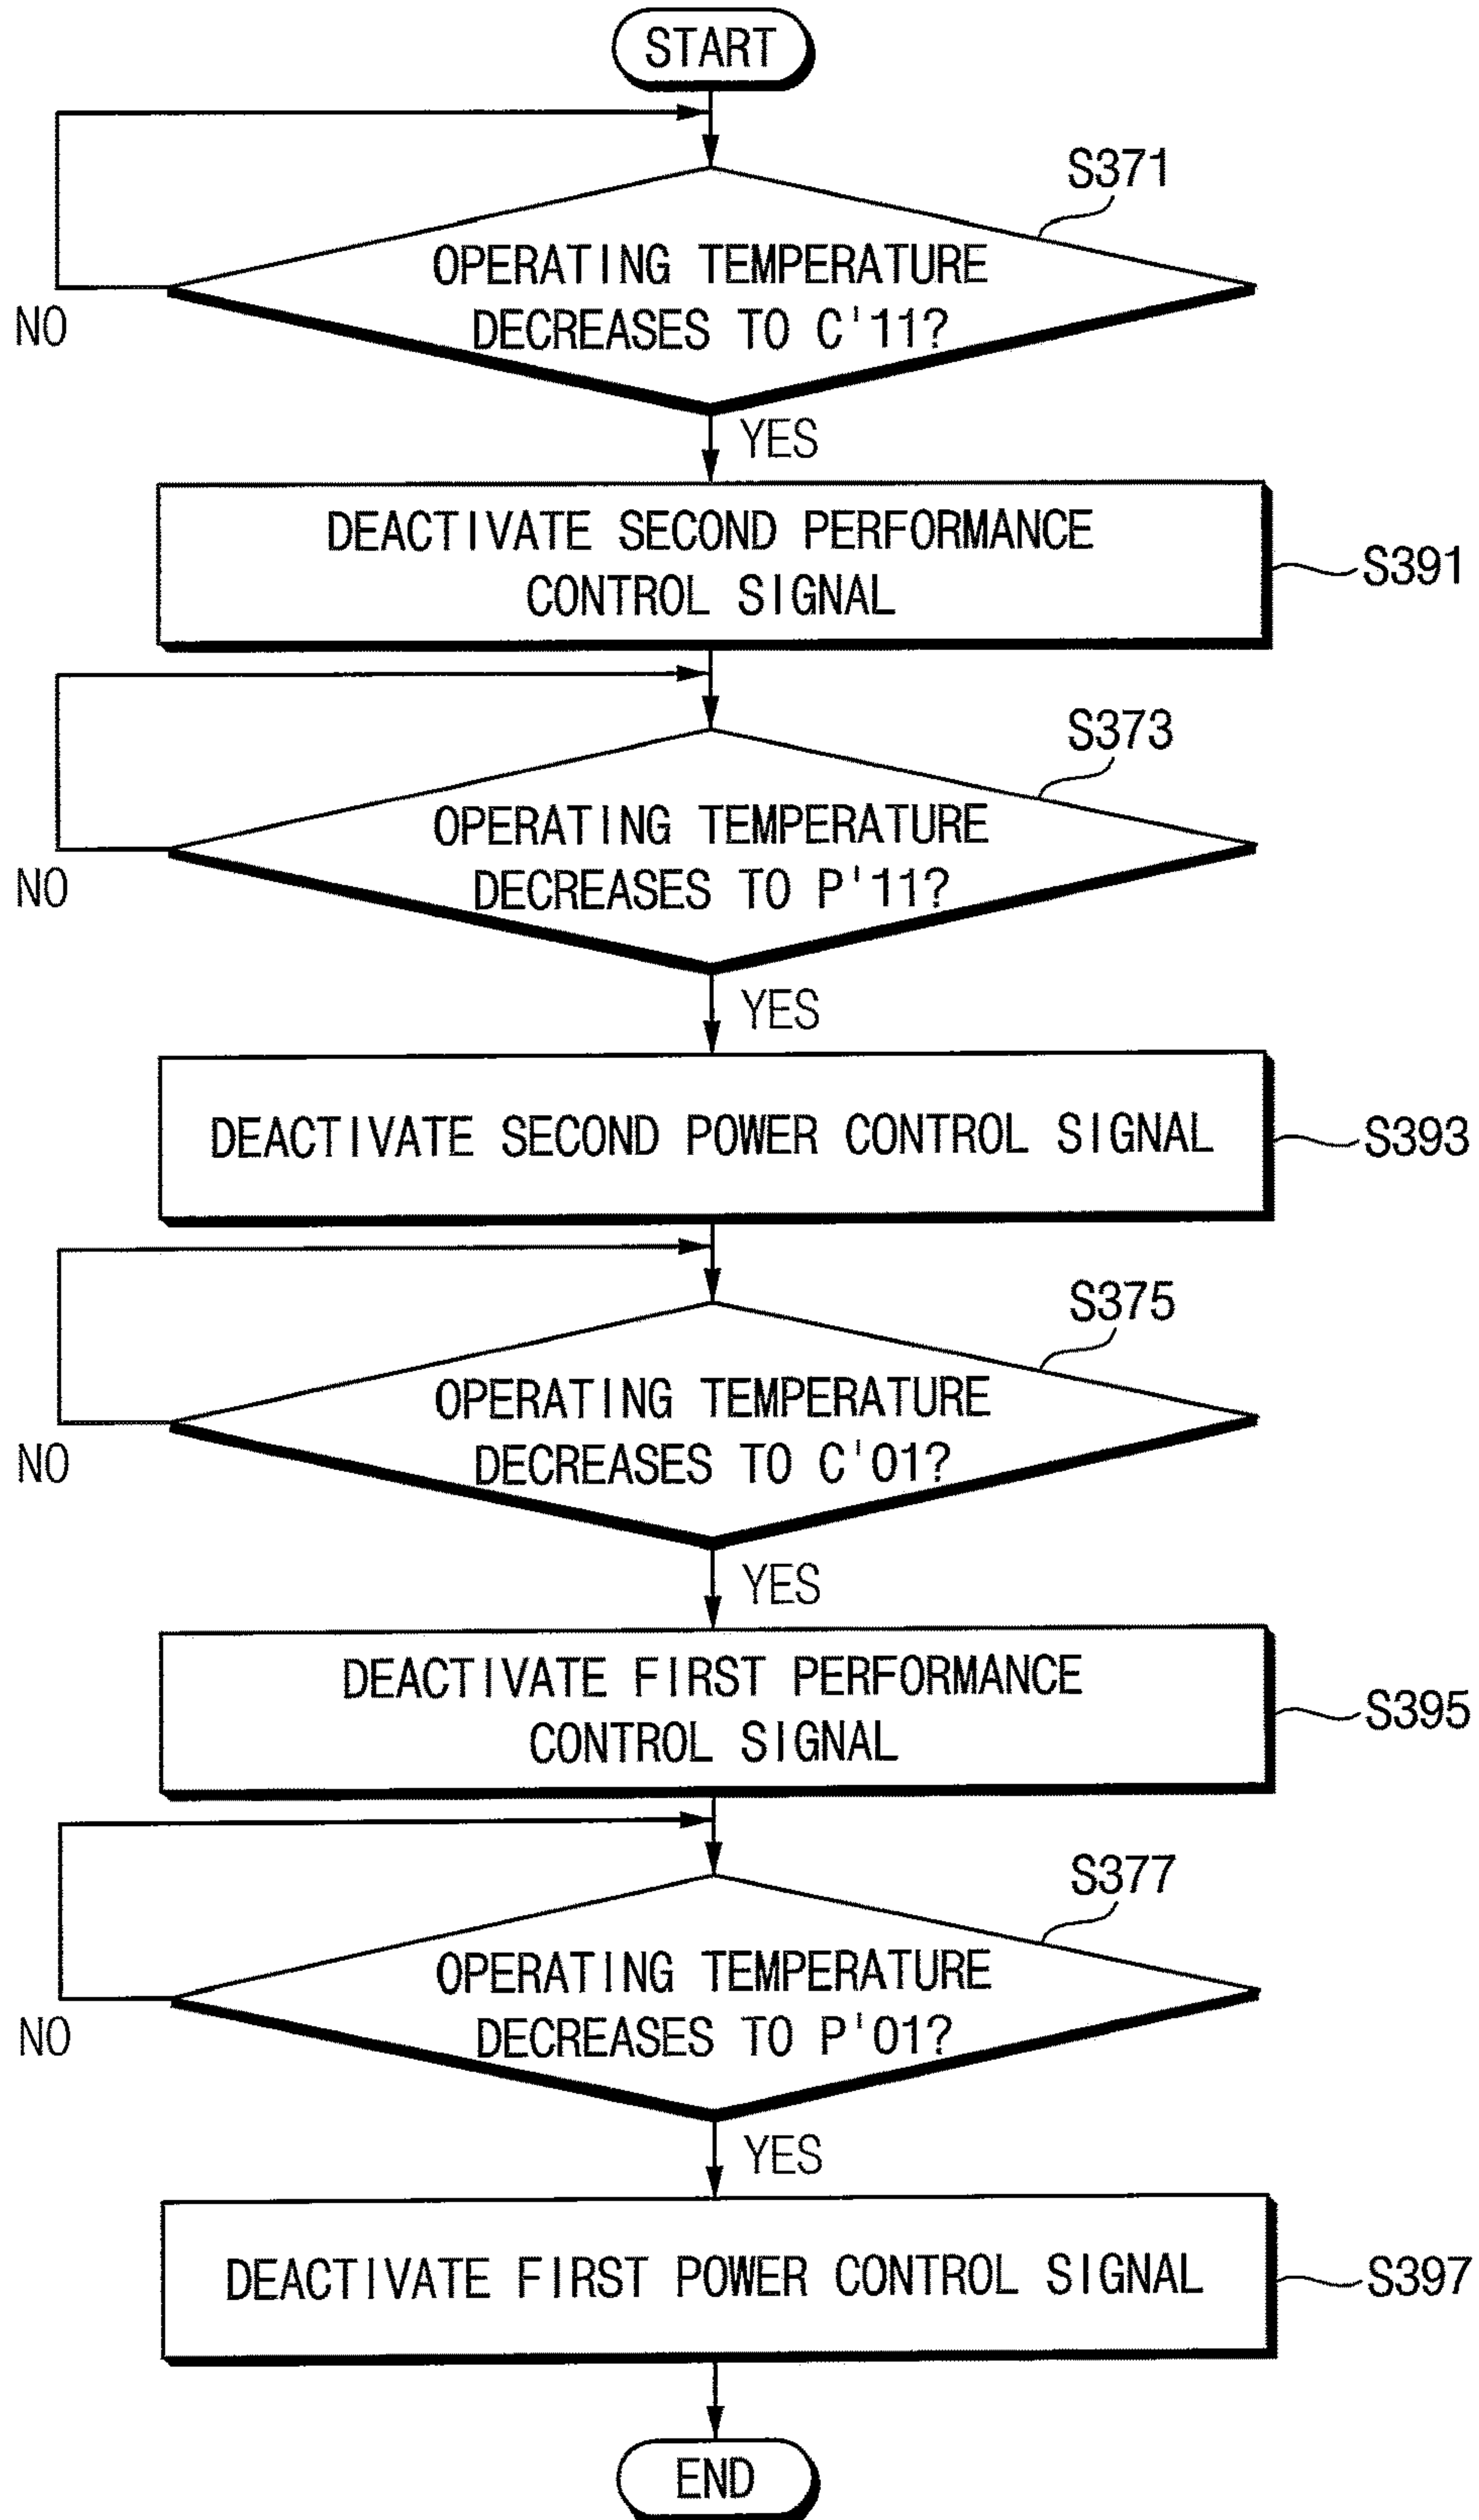 START
S371
OPERATING TEMPERATURE
DECREASES TO C'11?
NO
YES
DEACTIVATE SECOND PERFORMANCE
CONTROL SIGNAL
S391
S373
OPERATING TEMPERATURE
DECREASES TO P'11?
NO
YES
DEACTIVATE SECOND POWER CONTROL SIGNAL
S393
S375
OPERATING TEMPERATURE
DECREASES TO C'01?
NO
YES
DEACTIVATE FIRST PERFORMANCE
CONTROL SIGNAL
S395
S377
OPERATING TEMPERATURE
DECREASES TO P'01?
NO
YES
DEACTIVATE FIRST POWER CONTROL SIGNAL
S397
END